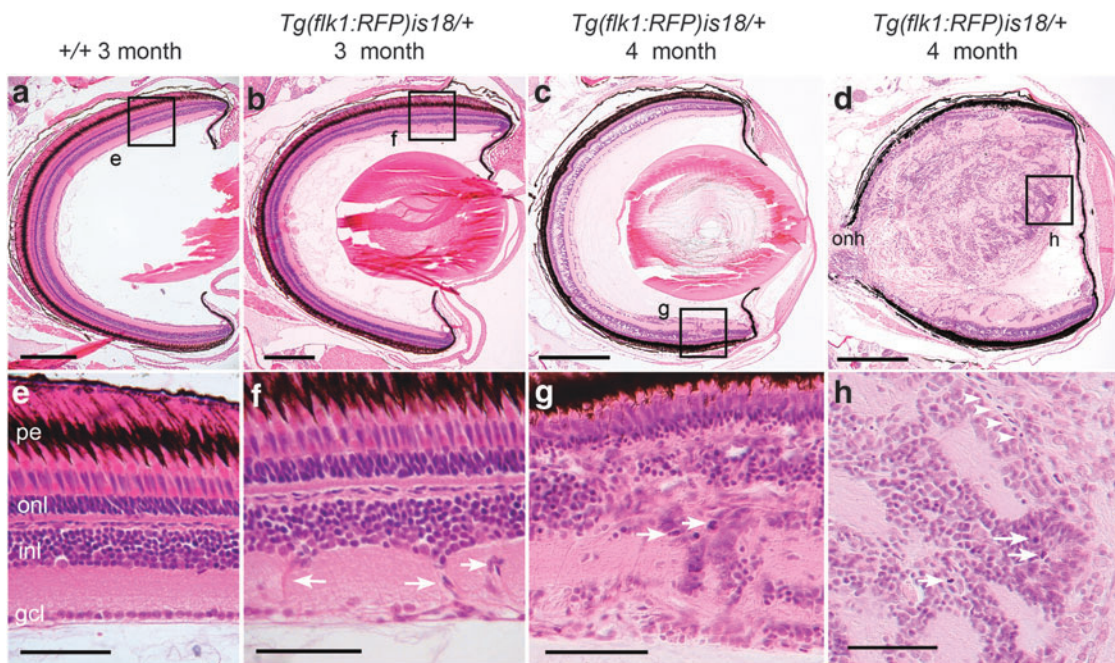 +/+ 3 month
Tg(flk1:RFP)is18/+
3 month
Tg(flk1:RFP)is18/+
4 month
Tg(flk1:RFP)is18/+
4 month
a
e
b
f
c
g
d
onh
h
e
pe
onl
inl
gcl
f
g
h